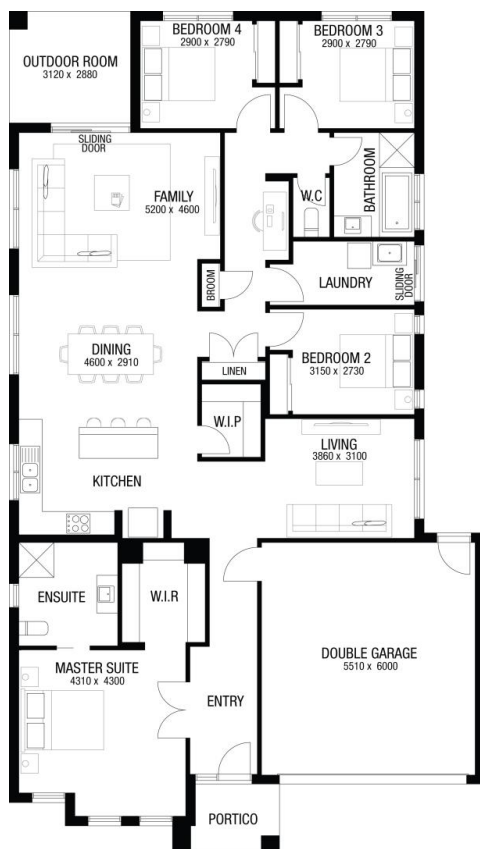 BEDROOM 4
2900 x 2790
BEDROOM 3
2900 x 2790
OUTDOOR ROOM
3120 x 2880
SLIDING
DOOR
FAMILY
5200 x 4600
W.C
BATHROOM
BROOM
LAUNDRY
SLIDING
DOOR
DINING
4600 x 2910
LINEN
BEDROOM 2
3150 x 2730
W.I.P
LIVING
3860 x 3100
KITCHEN
ENSUITE
W.I.R
DOUBLE GARAGE
5510 x 6000
MASTER SUITE
4310 x 4300
ENTRY
PORTICO